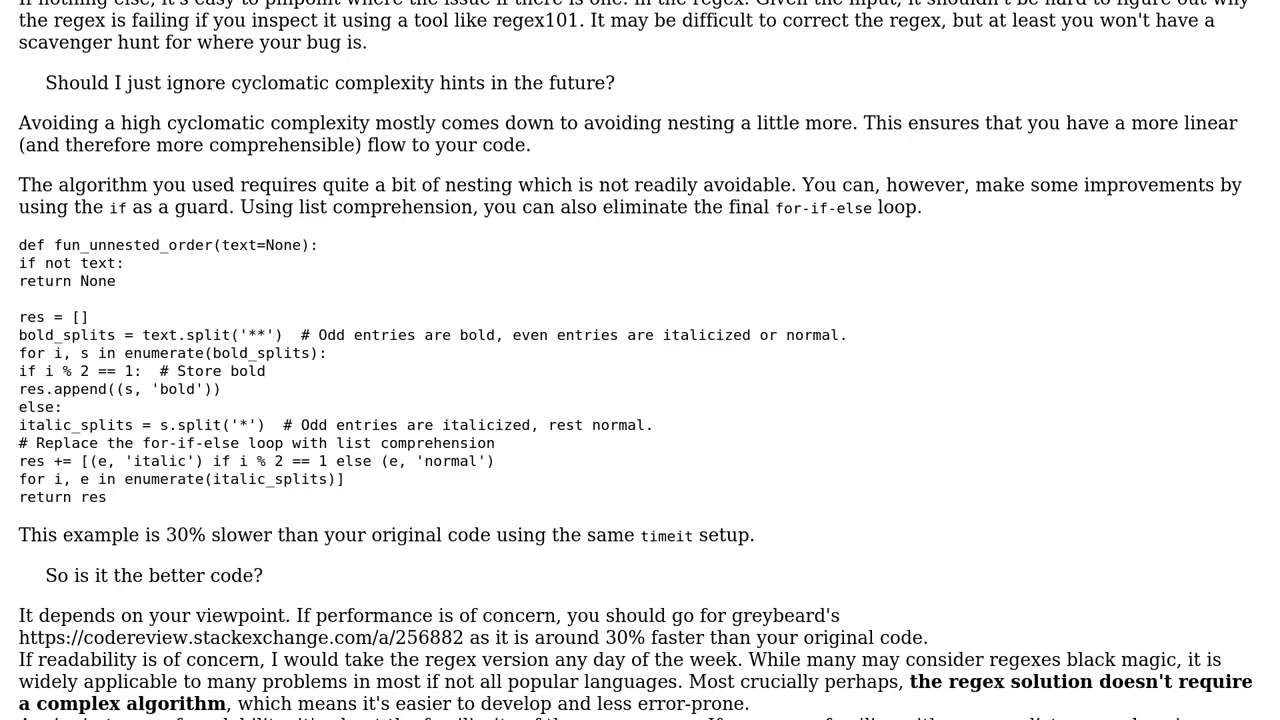 the regex is failing if you inspect it using a tool like regex101. It may be difficult to correct the regex, but at least you won't have a
scavenger hunt for where your bug is.
Should I just ignore cyclomatic complexity hints in the future?
Avoiding a high cyclomatic complexity mostly comes down to avoiding nesting a little more. This ensures that you have a more linear
(and therefore more comprehensible) flow to your code.
The algorithm you used requires quite a bit of nesting which is not readily avoidable. You can, however, make some improvements by
using the if as a guard. Using list comprehension, you can also eliminate the final for-if-else loop.
def fun_unnested_order(text=None):
if not text:
return None
res = []
bold_splits = text.split('**')  # Odd entries are bold, even entries are italicized or normal.
for i, s in enumerate(bold_splits):
if i % 2 == 1:  # Store bold
res.append((s, 'bold'))
else:
italic_splits = s.split('*')  # Odd entries are italicized, rest normal.
# Replace the for-if-else loop with list comprehension
res += [(e, 'italic') if i % 2 == 1 else (e, 'normal')
for i, e in enumerate(italic_splits)]
return res
This example is 30% slower than your original code using the same timeit setup.
So is it the better code?
It depends on your viewpoint. If performance is of concern, you should go for greybeard's
https://codereview.stackexchange.com/a/256882 as it is around 30% faster than your original code.
If readability is of concern, I would take the regex version any day of the week. While many may consider regexes black magic, it is
widely applicable to many problems in most if not all popular languages. Most crucially perhaps, the regex solution doesn't require
a complex algorithm, which means it's easier to develop and less error-prone.